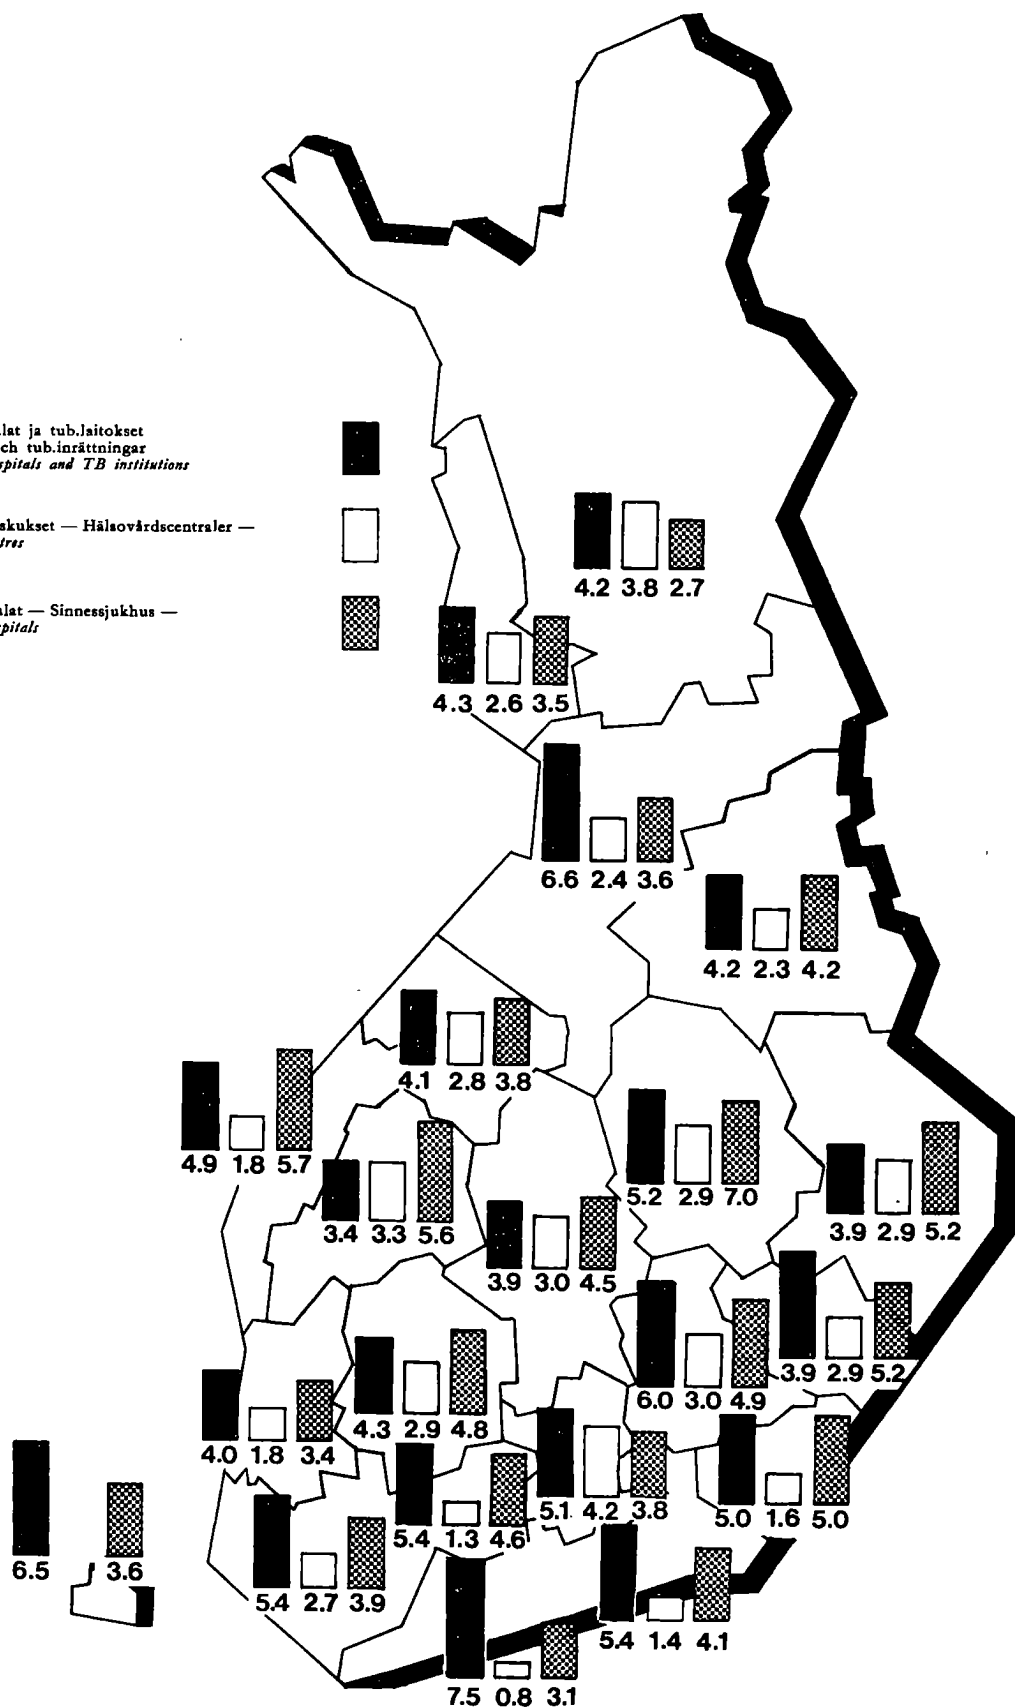 lat ja tub.laitokset
ch tub.inrättningar
spitals and TB institutions
skukset — Hälsovårdscentraler —
tres
lat — Sinnessjukhus —
pitals
4.2 3.8 2.7
4.3 2.6 3.5
6.6 2.4 3.6
4.2 2.3 4.2
4.1 2.8 3.8
4.9 1.8 5.7
5.2 2.9 7.0
3.4 3.3 5.6
3.9 2.9 5.2
3.9 3.0 4.5
3.9 2.9 5.2
6.0 3.0 4.9
4.3 2.9 4.8
4.0 1.8 3.4
5.1 4.2 3.8
5.0 1.6 5.0
5.4 1.3 4.6
6.5 3.6
5.4 2.7 3.9
5.4 1.4 4.1
7.5 0.8 3.1